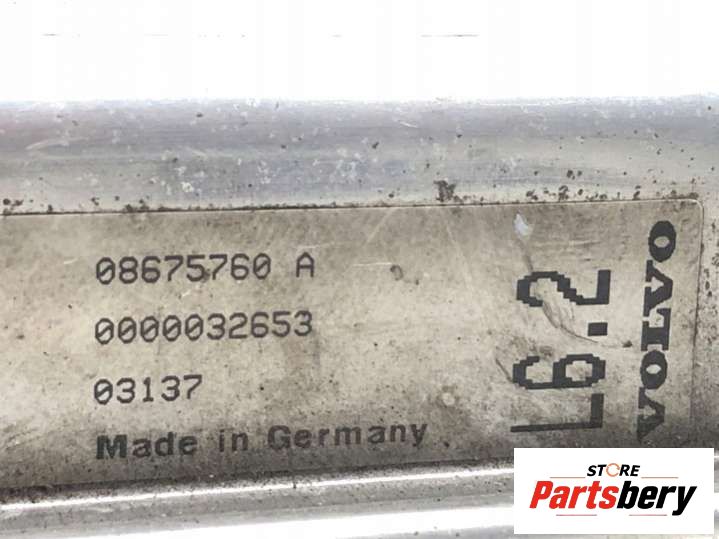 08675760 A
0000032653
03137
Made in Germany
L6.2
VOLVO
STORE
Partsbery